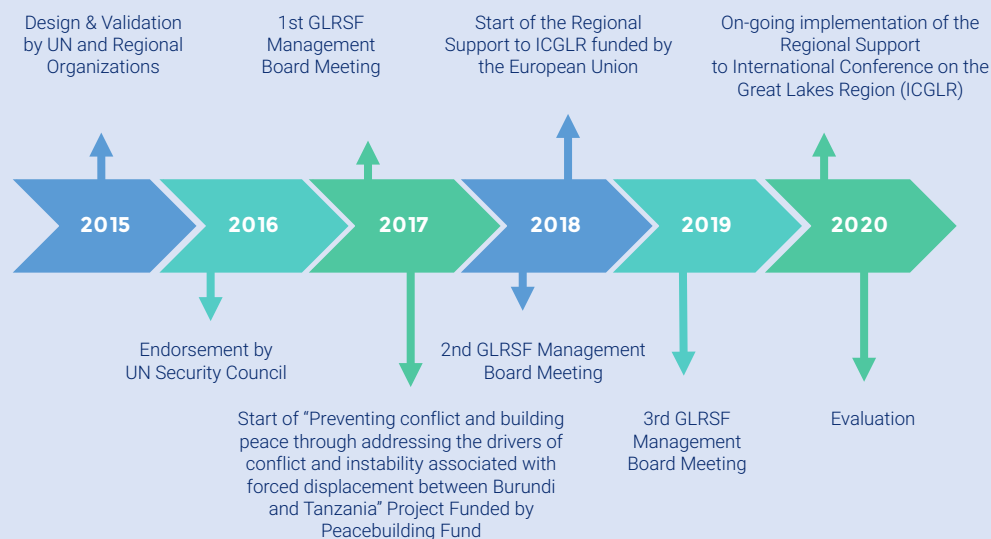 Design & Validation
by UN and Regional
Organizations
1st GLRSF
Management
Board Meeting
Start of the Regional
Support to ICGLR funded by
the European Union
On-going implementation of the
Regional Support
to International Conference on the
Great Lakes Region (ICGLR)
2015
2016
2017
2018
2019
2020
Endorsement by
UN Security Council
2nd GLRSF Management
Board Meeting
Start of “Preventing conflict and building
peace through addressing the drivers of
conflict and instability associated with
forced displacement between Burundi
and Tanzania” Project Funded by
Peacebuilding Fund
3rd GLRSF
Management
Board Meeting
Evaluation